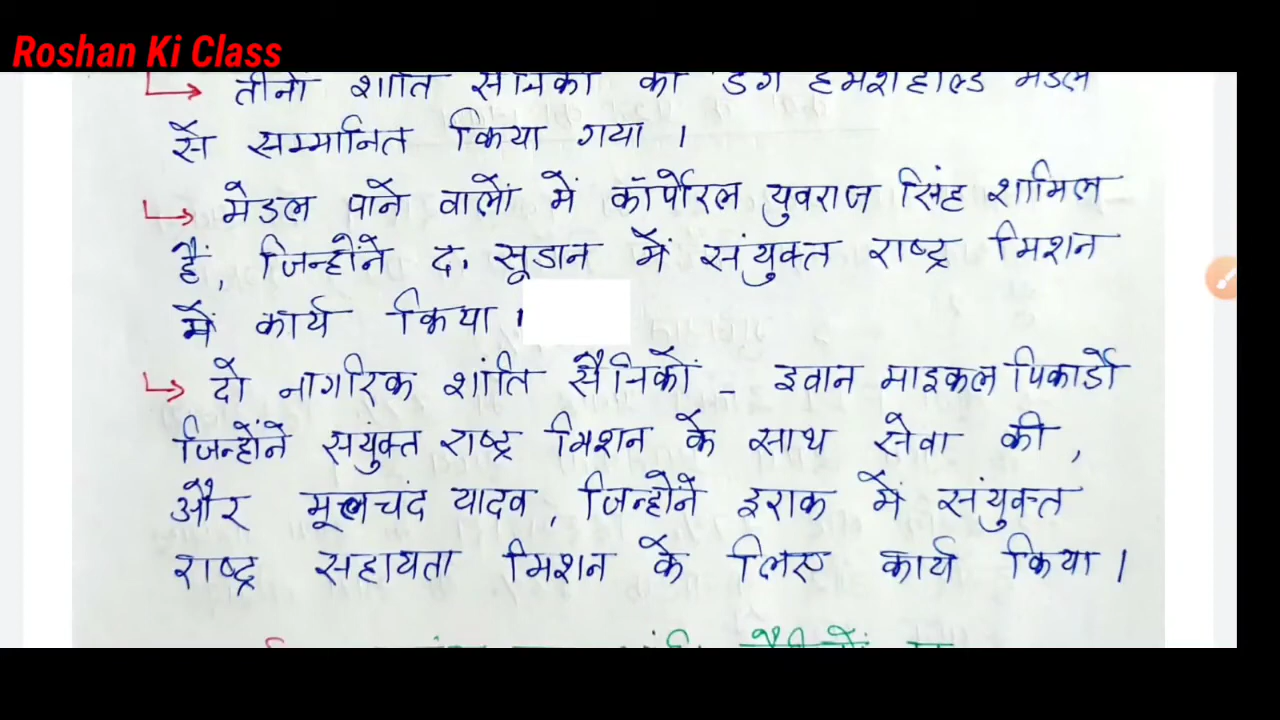 Roshan Ki Class
तीनों शांति सैनिकों को डैग हैमरशोल्ड मेडल
से सम्मानित किया गया ।
मेडल पाने वालों में कॉर्पोरल युवराज सिंह शामिल
हैं, जिन्होंने द. सूडान में संयुक्त राष्ट्र मिशन
में कार्य किया ।
दो नागरिक शांति सैनिकों - इवान माइकल पिकार्डो
जिन्होंने सयुंक्त राष्ट्र मिशन के साथ सेवा की ,
और मूलचंद यादव , जिन्होंने इराक में संयुक्त
राष्ट्र सहायता मिशन के लिए कार्य किया ।